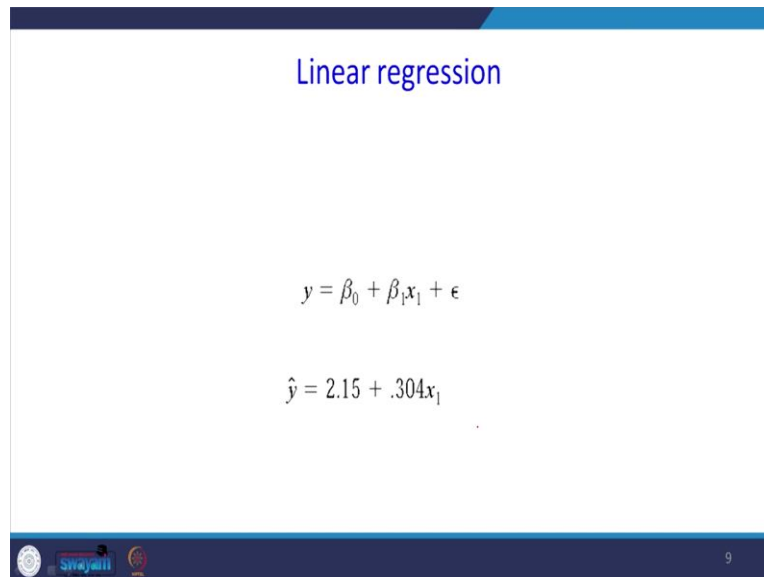 Linear regression
y = β₀ + β₁x₁ + ϵ
ŷ = 2.15 + .304x₁
swayam
9